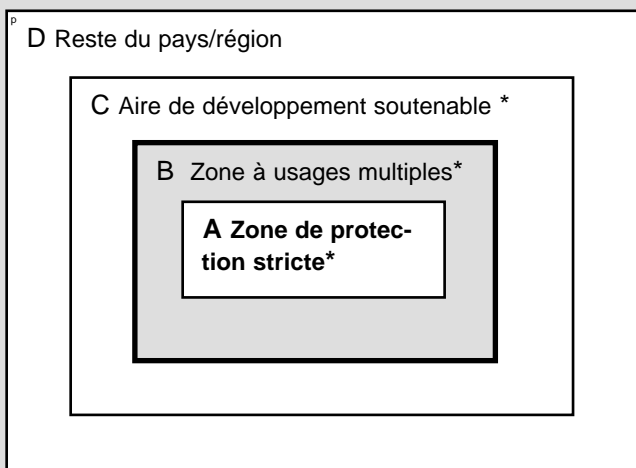 p
D Reste du pays/région
C Aire de développement soutenable *
B Zone à usages multiples*
A Zone de protec-
tion stricte*